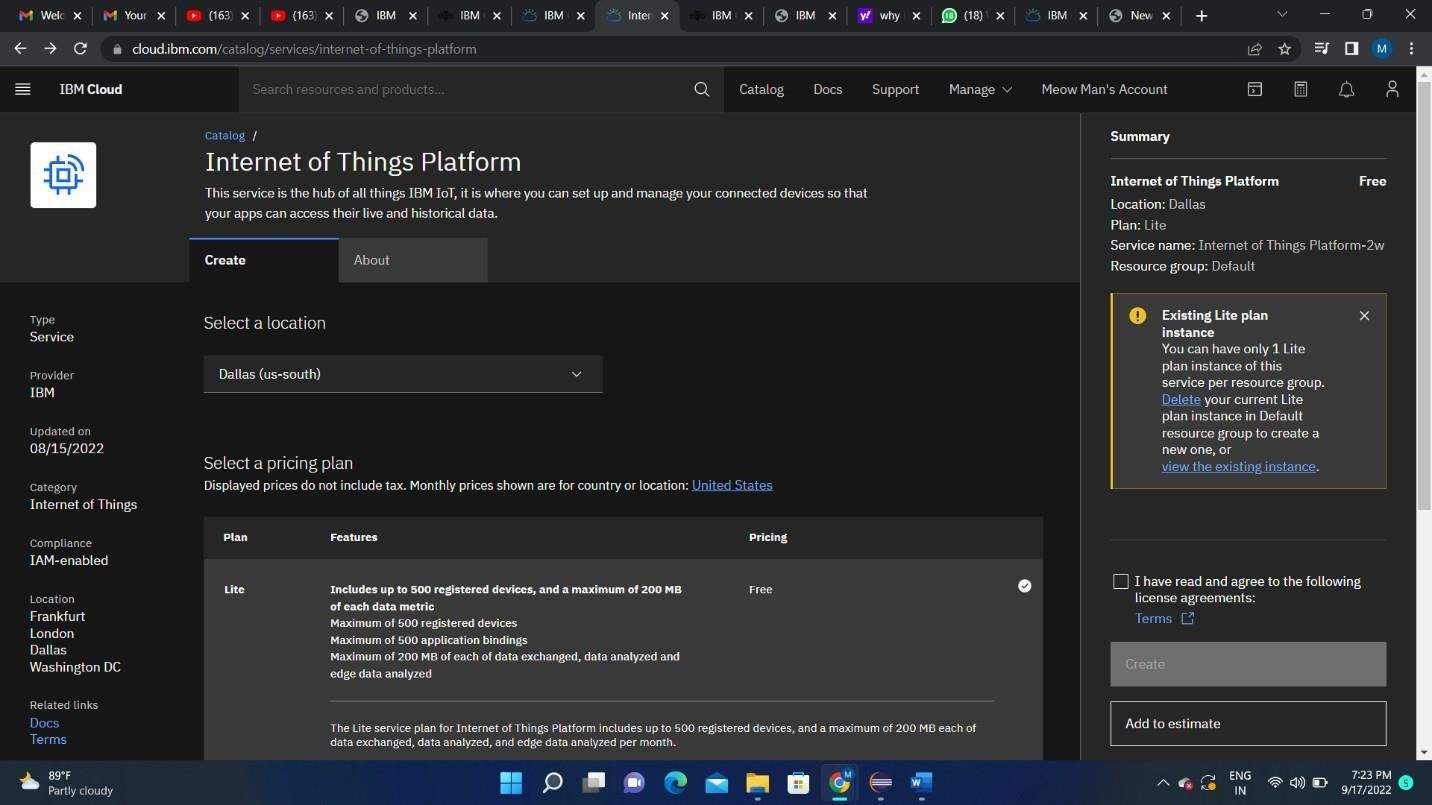 Welc
Your
(163)
(163)
IBM
IBM
IBM
Inter
IBM
IBM
why
(18)
IBM
New
cloud.ibm.com/catalog/services/internet-of-things-platform
M
IBM Cloud
Search resources and products...
Catalog
Docs
Support
Manage
Meow Man's Account
Catalog /
Internet of Things Platform
This service is the hub of all things IBM IoT, it is where you can set up and manage your connected devices so that
your apps can access their live and historical data.
Create
About
Type
Service
Provider
IBM
Updated on
08/15/2022
Category
Internet of Things
Compliance
IAM-enabled
Location
Frankfurt
London
Dallas
Washington DC
Related links
Docs
Terms
Select a location
Dallas (us-south)
Select a pricing plan
Displayed prices do not include tax. Monthly prices shown are for country or location: United States
Plan Features Pricing
Lite Includes up to 500 registered devices, and a maximum of 200 MB Free
of each data metric
Maximum of 500 registered devices
Maximum of 500 application bindings
Maximum of 200 MB of each of data exchanged, data analyzed and
edge data analyzed
The Lite service plan for Internet of Things Platform includes up to 500 registered devices, and a maximum of 200 MB each of
data exchanged, data analyzed, and edge data analyzed per month.
Summary
Internet of Things Platform Free
Location: Dallas
Plan: Lite
Service name: Internet of Things Platform-2w
Resource group: Default
Existing Lite plan
instance
You can have only 1 Lite
plan instance of this
service per resource group.
Delete your current Lite
plan instance in Default
resource group to create a
new one, or
view the existing instance.
I have read and agree to the following
license agreements:
Terms
Create
Add to estimate
89°F
Partly cloudy
ENG
IN
7:23 PM
9/17/2022
5